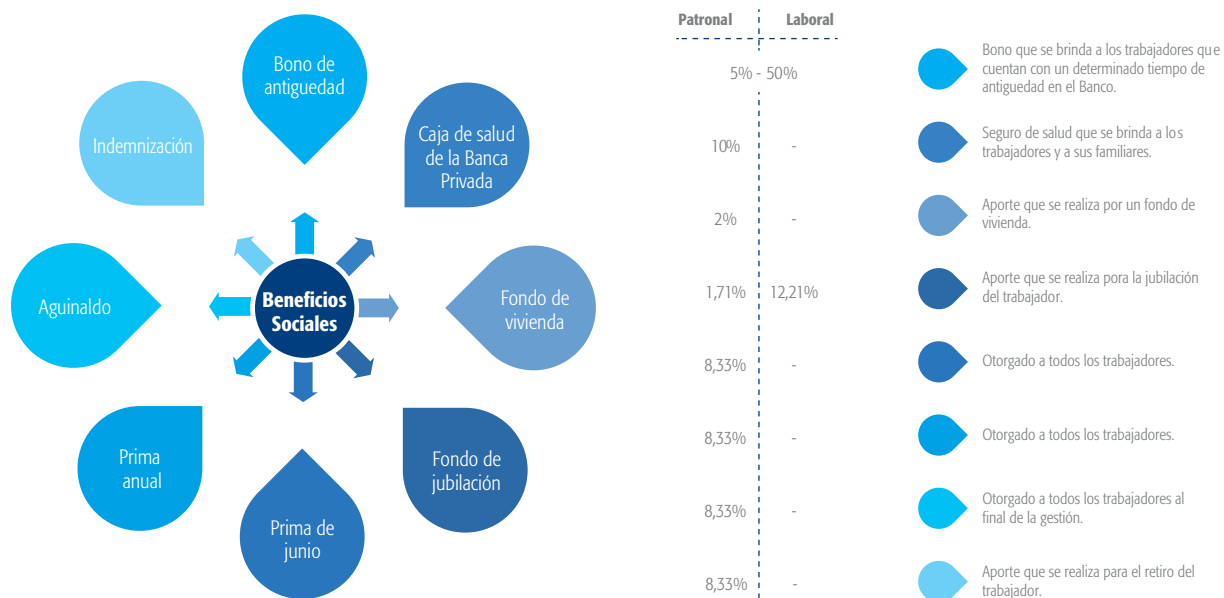 Bono de
antiguedad
Caja de salud
de la Banca
Privada
Fondo de
vivienda
Fondo de
jubilación
Prima de
junio
Prima
anual
Aguinaldo
Indemnización
Beneficios
Sociales
Patronal Laboral
5% - 50%
Bono que se brinda a los trabajadores que
cuentan con un determinado tiempo de
antiguedad en el Banco.
10% -
Seguro de salud que se brinda a los
trabajadores y a sus familiares.
2% -
Aporte que se realiza por un fondo de
vivienda.
1,71% 12,21%
Aporte que se realiza pora la jubilación
del trabajador.
8,33% -
Otorgado a todos los trabajadores.
8,33% -
Otorgado a todos los trabajadores.
8,33% -
Otorgado a todos los trabajadores al
final de la gestión.
8,33% -
Aporte que se realiza para el retiro del
trabajador.